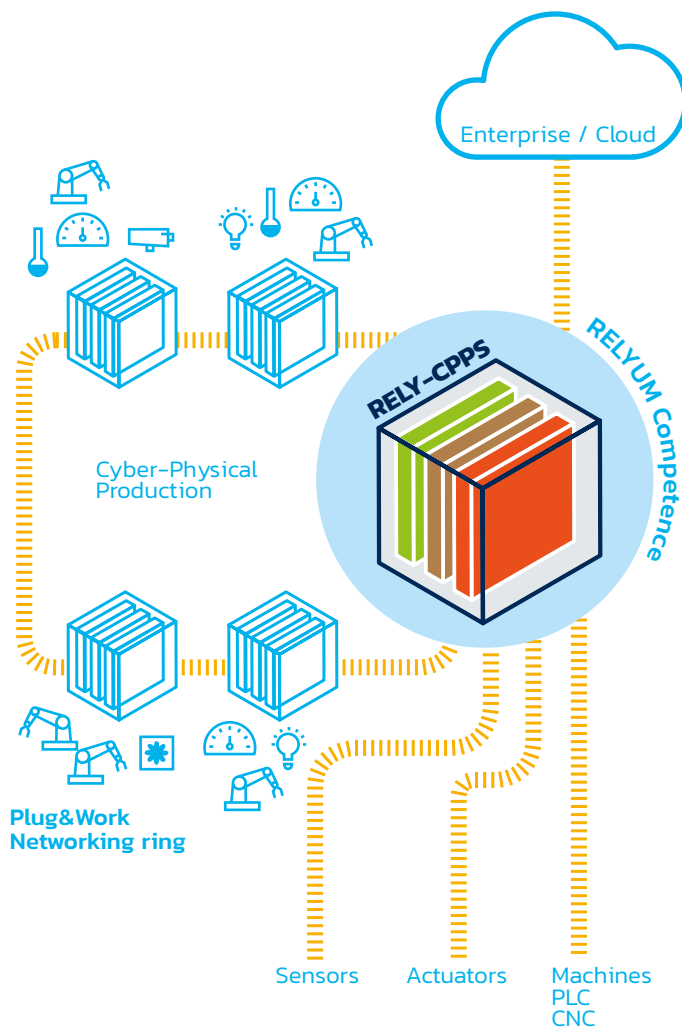 Enterprise / Cloud
RELY-CPPS
RELYUM Competence
Cyber-Physical
Production
Plug&Work
Networking ring
Sensors
Actuators
Machines
PLC
CNC